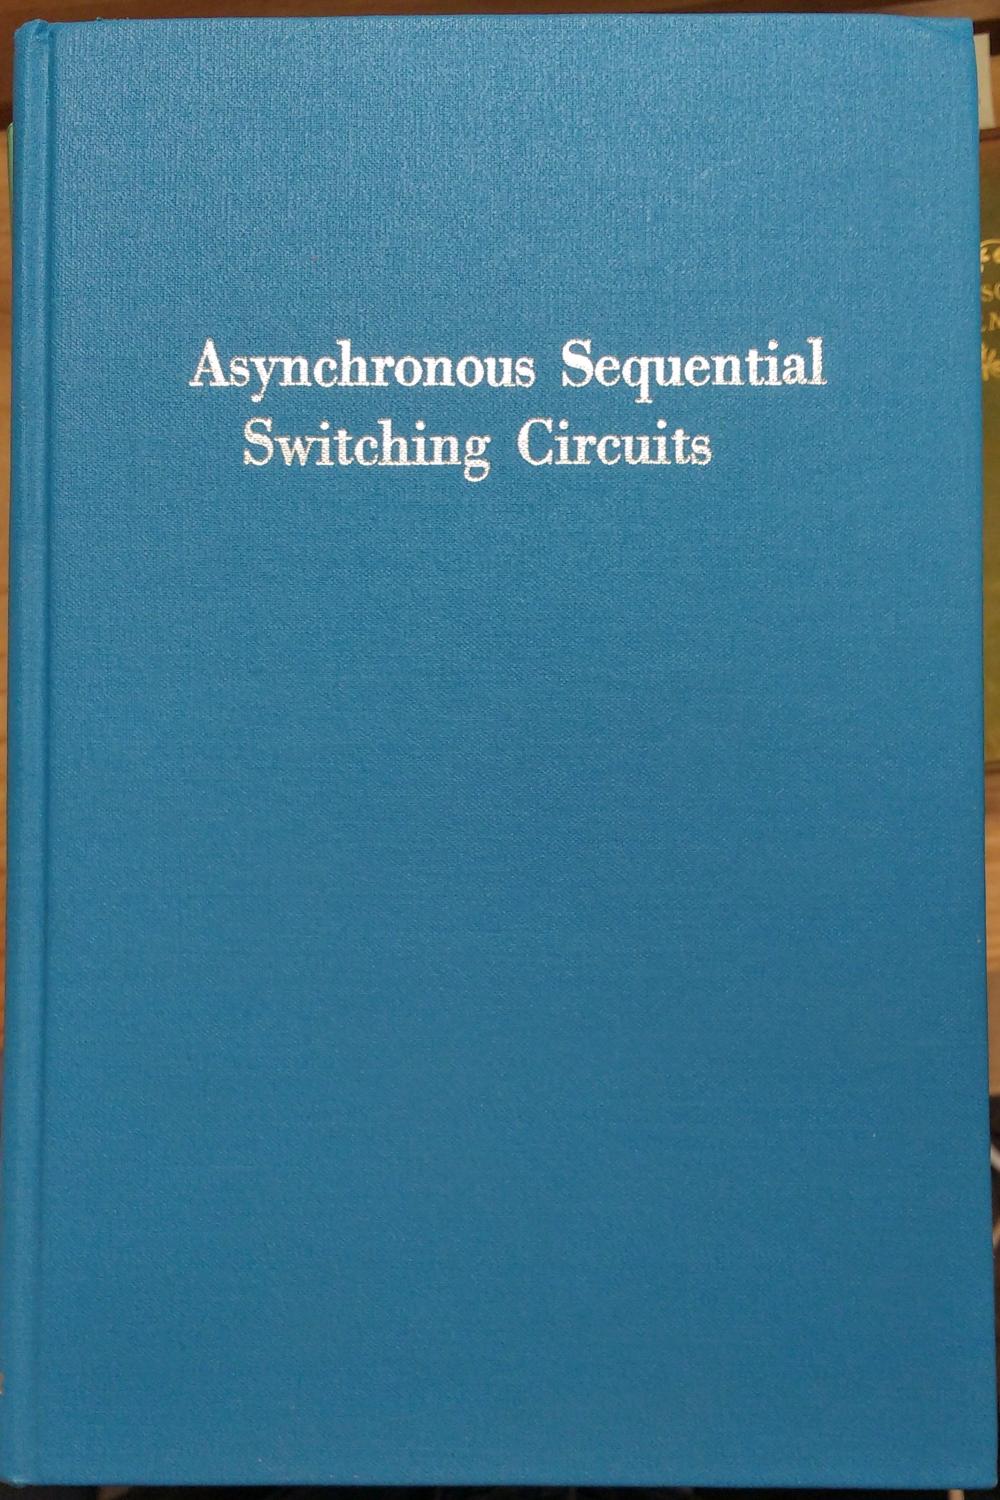 Asynchronous Sequential
Switching Circuits